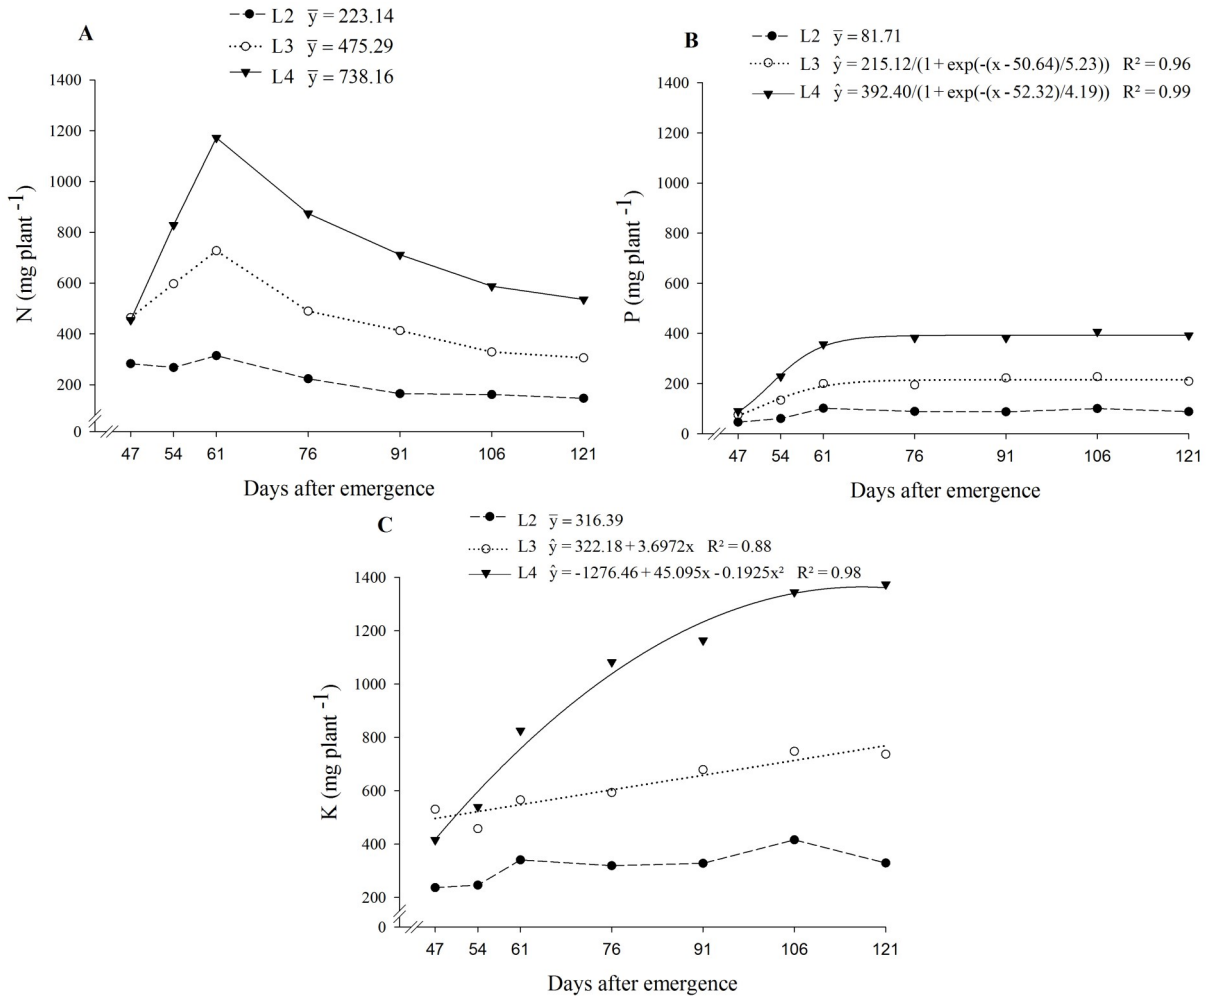 A
L2 y̅ = 223.14
L3 y̅ = 475.29
L4 y̅ = 738.16
1400
1200
1000
800
600
400
200
0
N (mg plant -1)
47 54 61 76 91 106 121
Days after emergence
B
L2 y̅ = 81.71
L3 ŷ = 215.12/(1+exp(-(x-50.64)/5.23)) R² = 0.96
L4 ŷ = 392.40/(1+exp(-(x-52.32)/4.19)) R² = 0.99
1400
1200
1000
800
600
400
200
0
P (mg plant -1)
47 54 61 76 91 106 121
Days after emergence
C
L2 y̅ = 316.39
L3 ŷ = 322.18+3.6972x R² = 0.88
L4 ŷ = -1276.46+45.095x-0.1925x² R² = 0.98
1400
1200
1000
800
600
400
200
0
K (mg plant -1)
47 54 61 76 91 106 121
Days after emergence